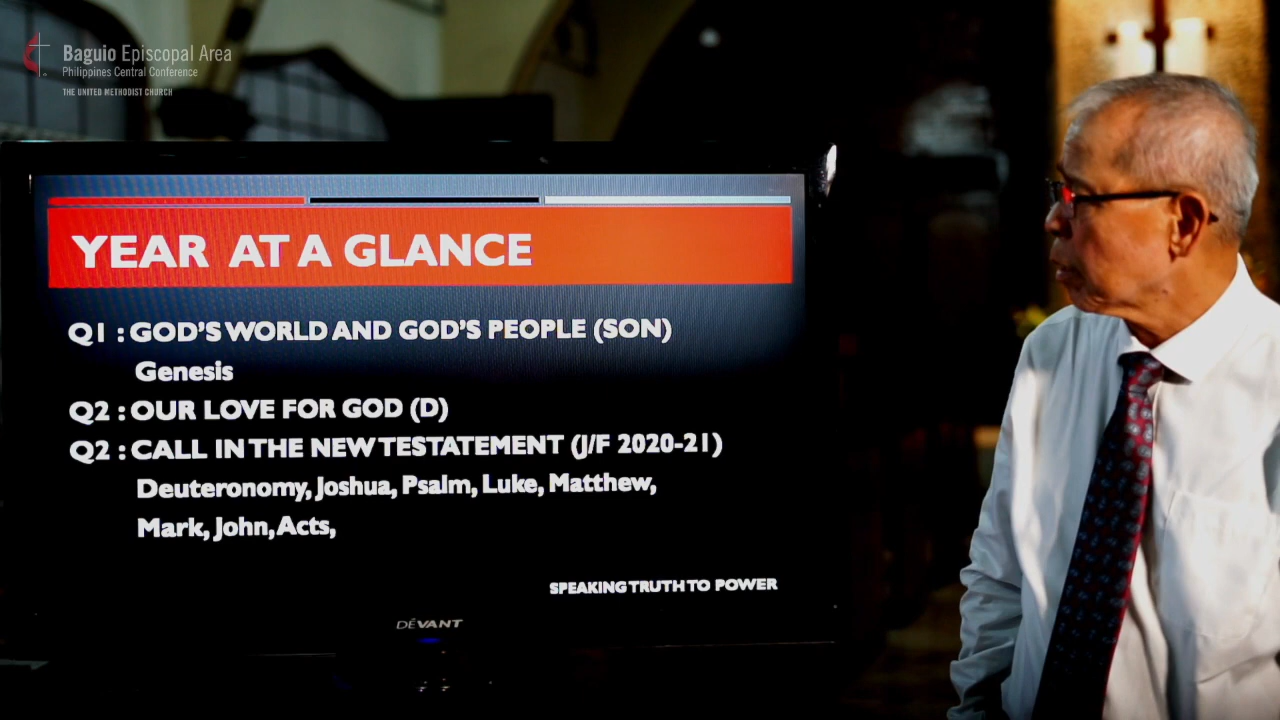 Baguio Episcopal Area
Philippines Central Conference
THE UNITED METHODIST CHURCH
YEAR AT A GLANCE
Q1 : GOD'S WORLD AND GOD'S PEOPLE (SON)
Genesis
Q2 : OUR LOVE FOR GOD (D)
Q2 : CALL IN THE NEW TESTATEMENT (J/F 2020-21)
Deuteronomy, Joshua, Psalm, Luke, Matthew,
Mark, John, Acts,
SPEAKING TRUTH TO POWER
DEVANT